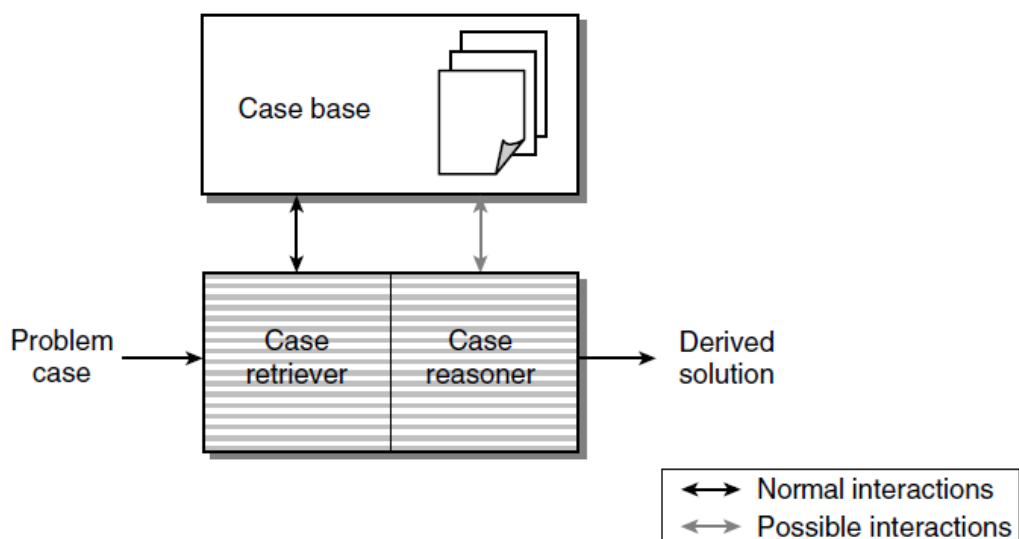 Case base
Problem
case
Case
retriever
Case
reasoner
Derived
solution
Normal interactions
Possible interactions